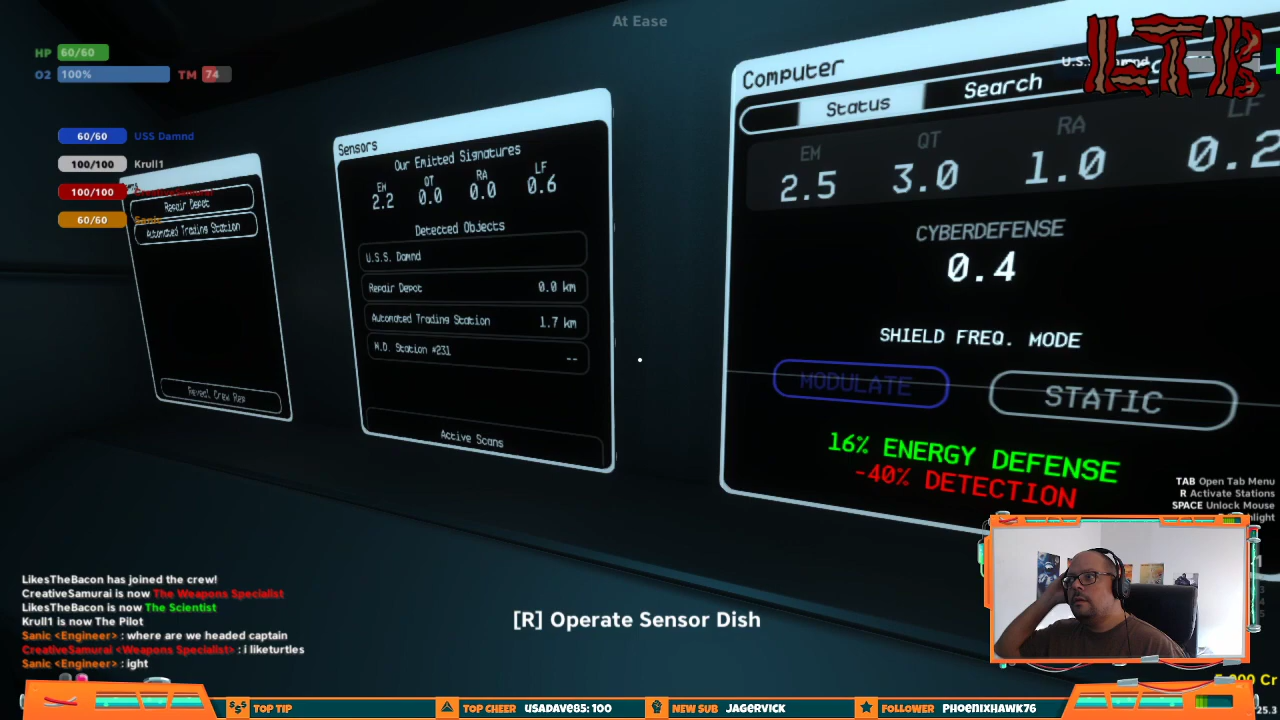 At Ease
LTB
HP 60/60
O2 100% TM 74
60/60 USS Damnd
100/100 Krull1
100/100 CreativeSamurai
60/60 Sanic
Repair Depot
Automated Trading Station
Reveal Crew Rep
Sensors
Our Emitted Signatures
EM QT RA LF
2.2 0.0 0.0 0.6
Detected Objects
U.S.S. Damnd
Repair Depot 0.0 km
Automated Trading Station 1.7 km
W.D. Station #231 --
Active Scans
Computer
Status Search
EM QT RA LF
2.5 3.0 1.0 0.2
CYBERDEFENSE
0.4
SHIELD FREQ. MODE
MODULATE STATIC
16% ENERGY DEFENSE
-40% DETECTION
TAB Open Tab Menu
R Activate Stations
SPACE Unlock Mouse
[R] Operate Sensor Dish
LikesTheBacon has joined the crew!
CreativeSamurai is now The Weapons Specialist
LikesTheBacon is now The Scientist
Krull1 is now The Pilot
Sanic <Engineer> : where are we headed captain
CreativeSamurai <Weapons Specialist> : i liketurtles
Sanic <Engineer> : ight
TOP TIP
TOP CHEER USADAVE85: 100
NEW SUB JAGERVICK
FOLLOWER PHOENIXHAWK76